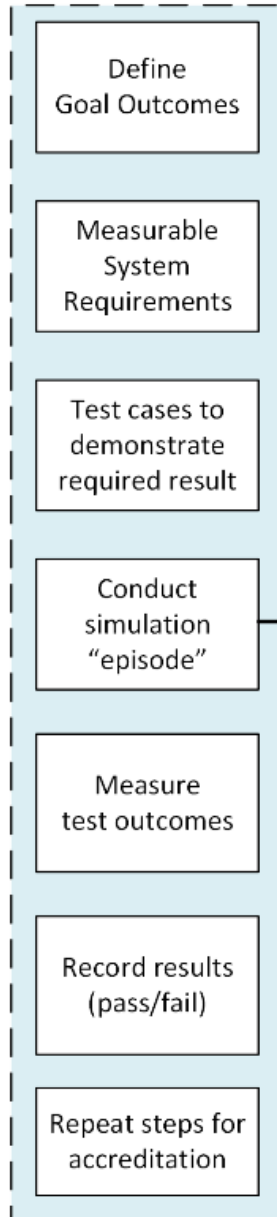 Define
Goal Outcomes
Measurable
System
Requirements
Test cases to
demonstrate
required result
Conduct
simulation
“episode”
Measure
test outcomes
Record results
(pass/fail)
Repeat steps for
accreditation